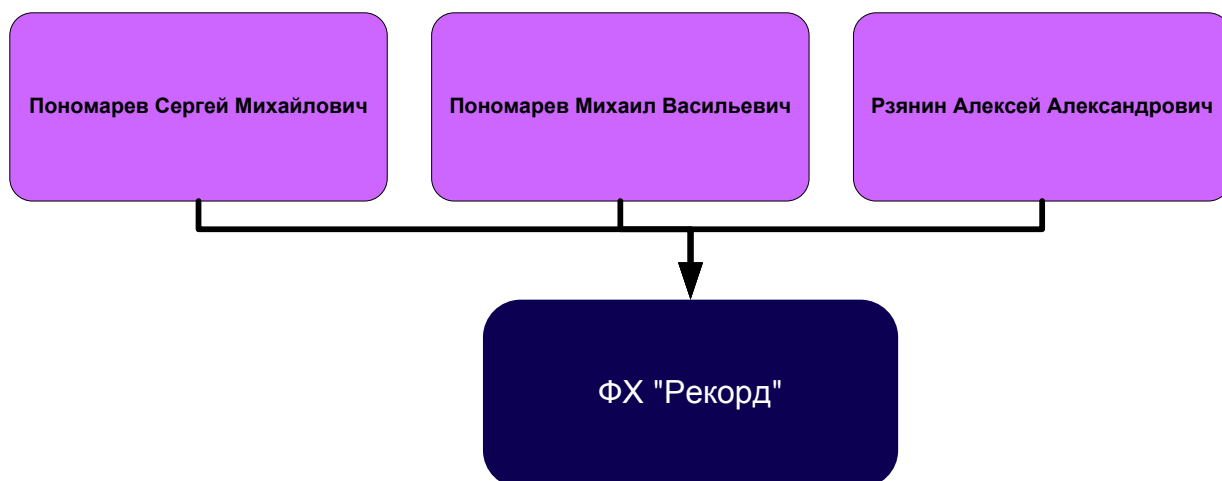 Пономарев Сергей Михайлович
Пономарев Михаил Васильевич
Рзянин Алексей Александрович
ФХ "Рекорд"